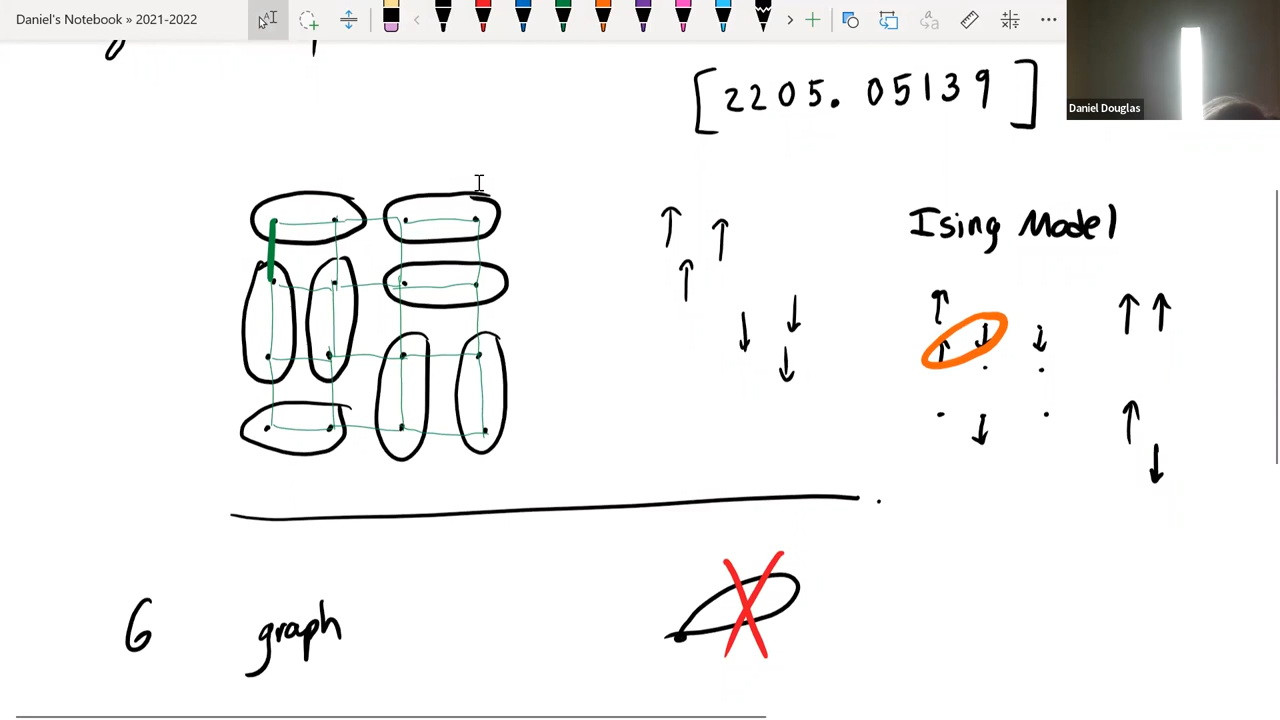 Daniel's Notebook » 2021-2022
[2205.05139]
Daniel Douglas
Ising Model
G graph